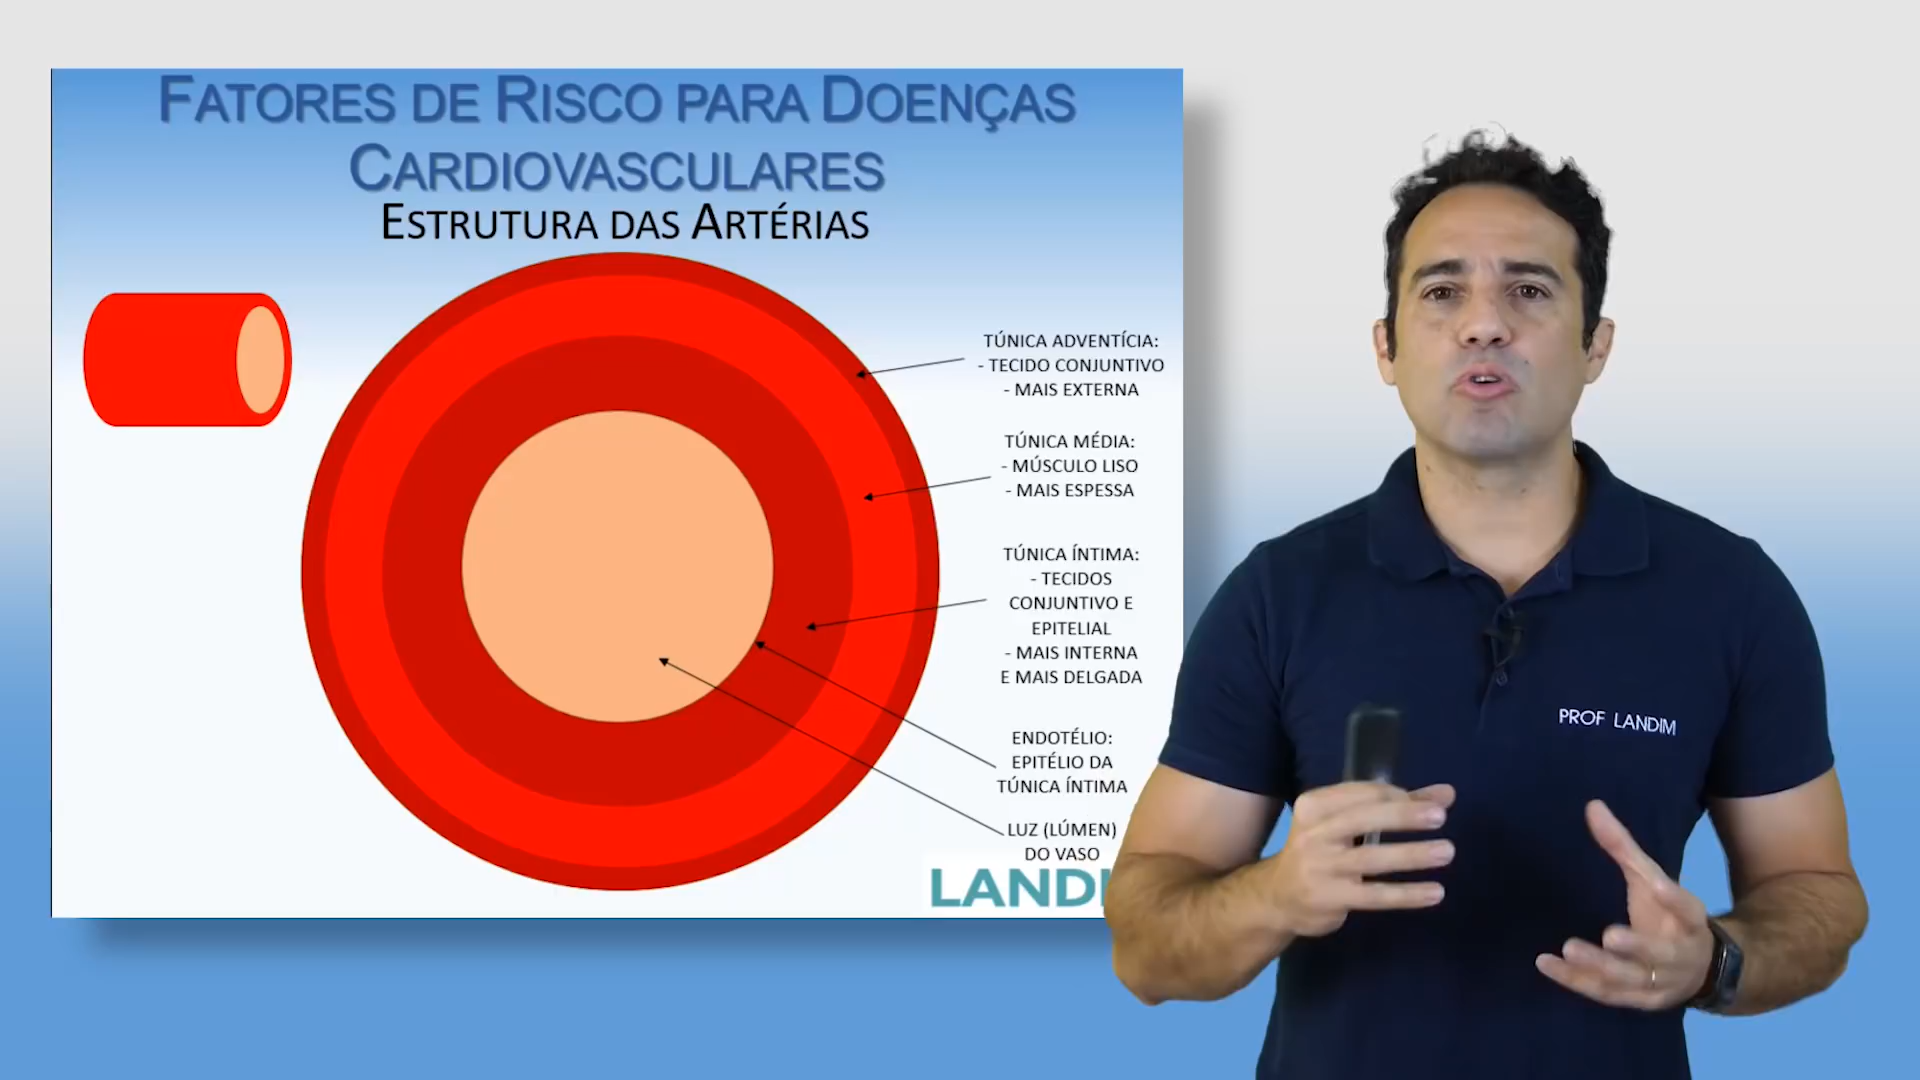 FATORES DE RISCO PARA DOENÇAS
CARDIOVASCULARES
ESTRUTURA DAS ARTÉRIAS
TÚNICA ADVENTÍCIA:
- TECIDO CONJUNTIVO
- MAIS EXTERNA
TÚNICA MÉDIA:
- MÚSCULO LISO
- MAIS ESPESSA
TÚNICA ÍNTIMA:
- TECIDOS
CONJUNTIVO E
EPITELIAL
- MAIS INTERNA
E MAIS DELGADA
ENDOTÉLIO:
EPITÉLIO DA
TÚNICA ÍNTIMA
LUZ (LÚMEN)
DO VASO
PROF LANDIM